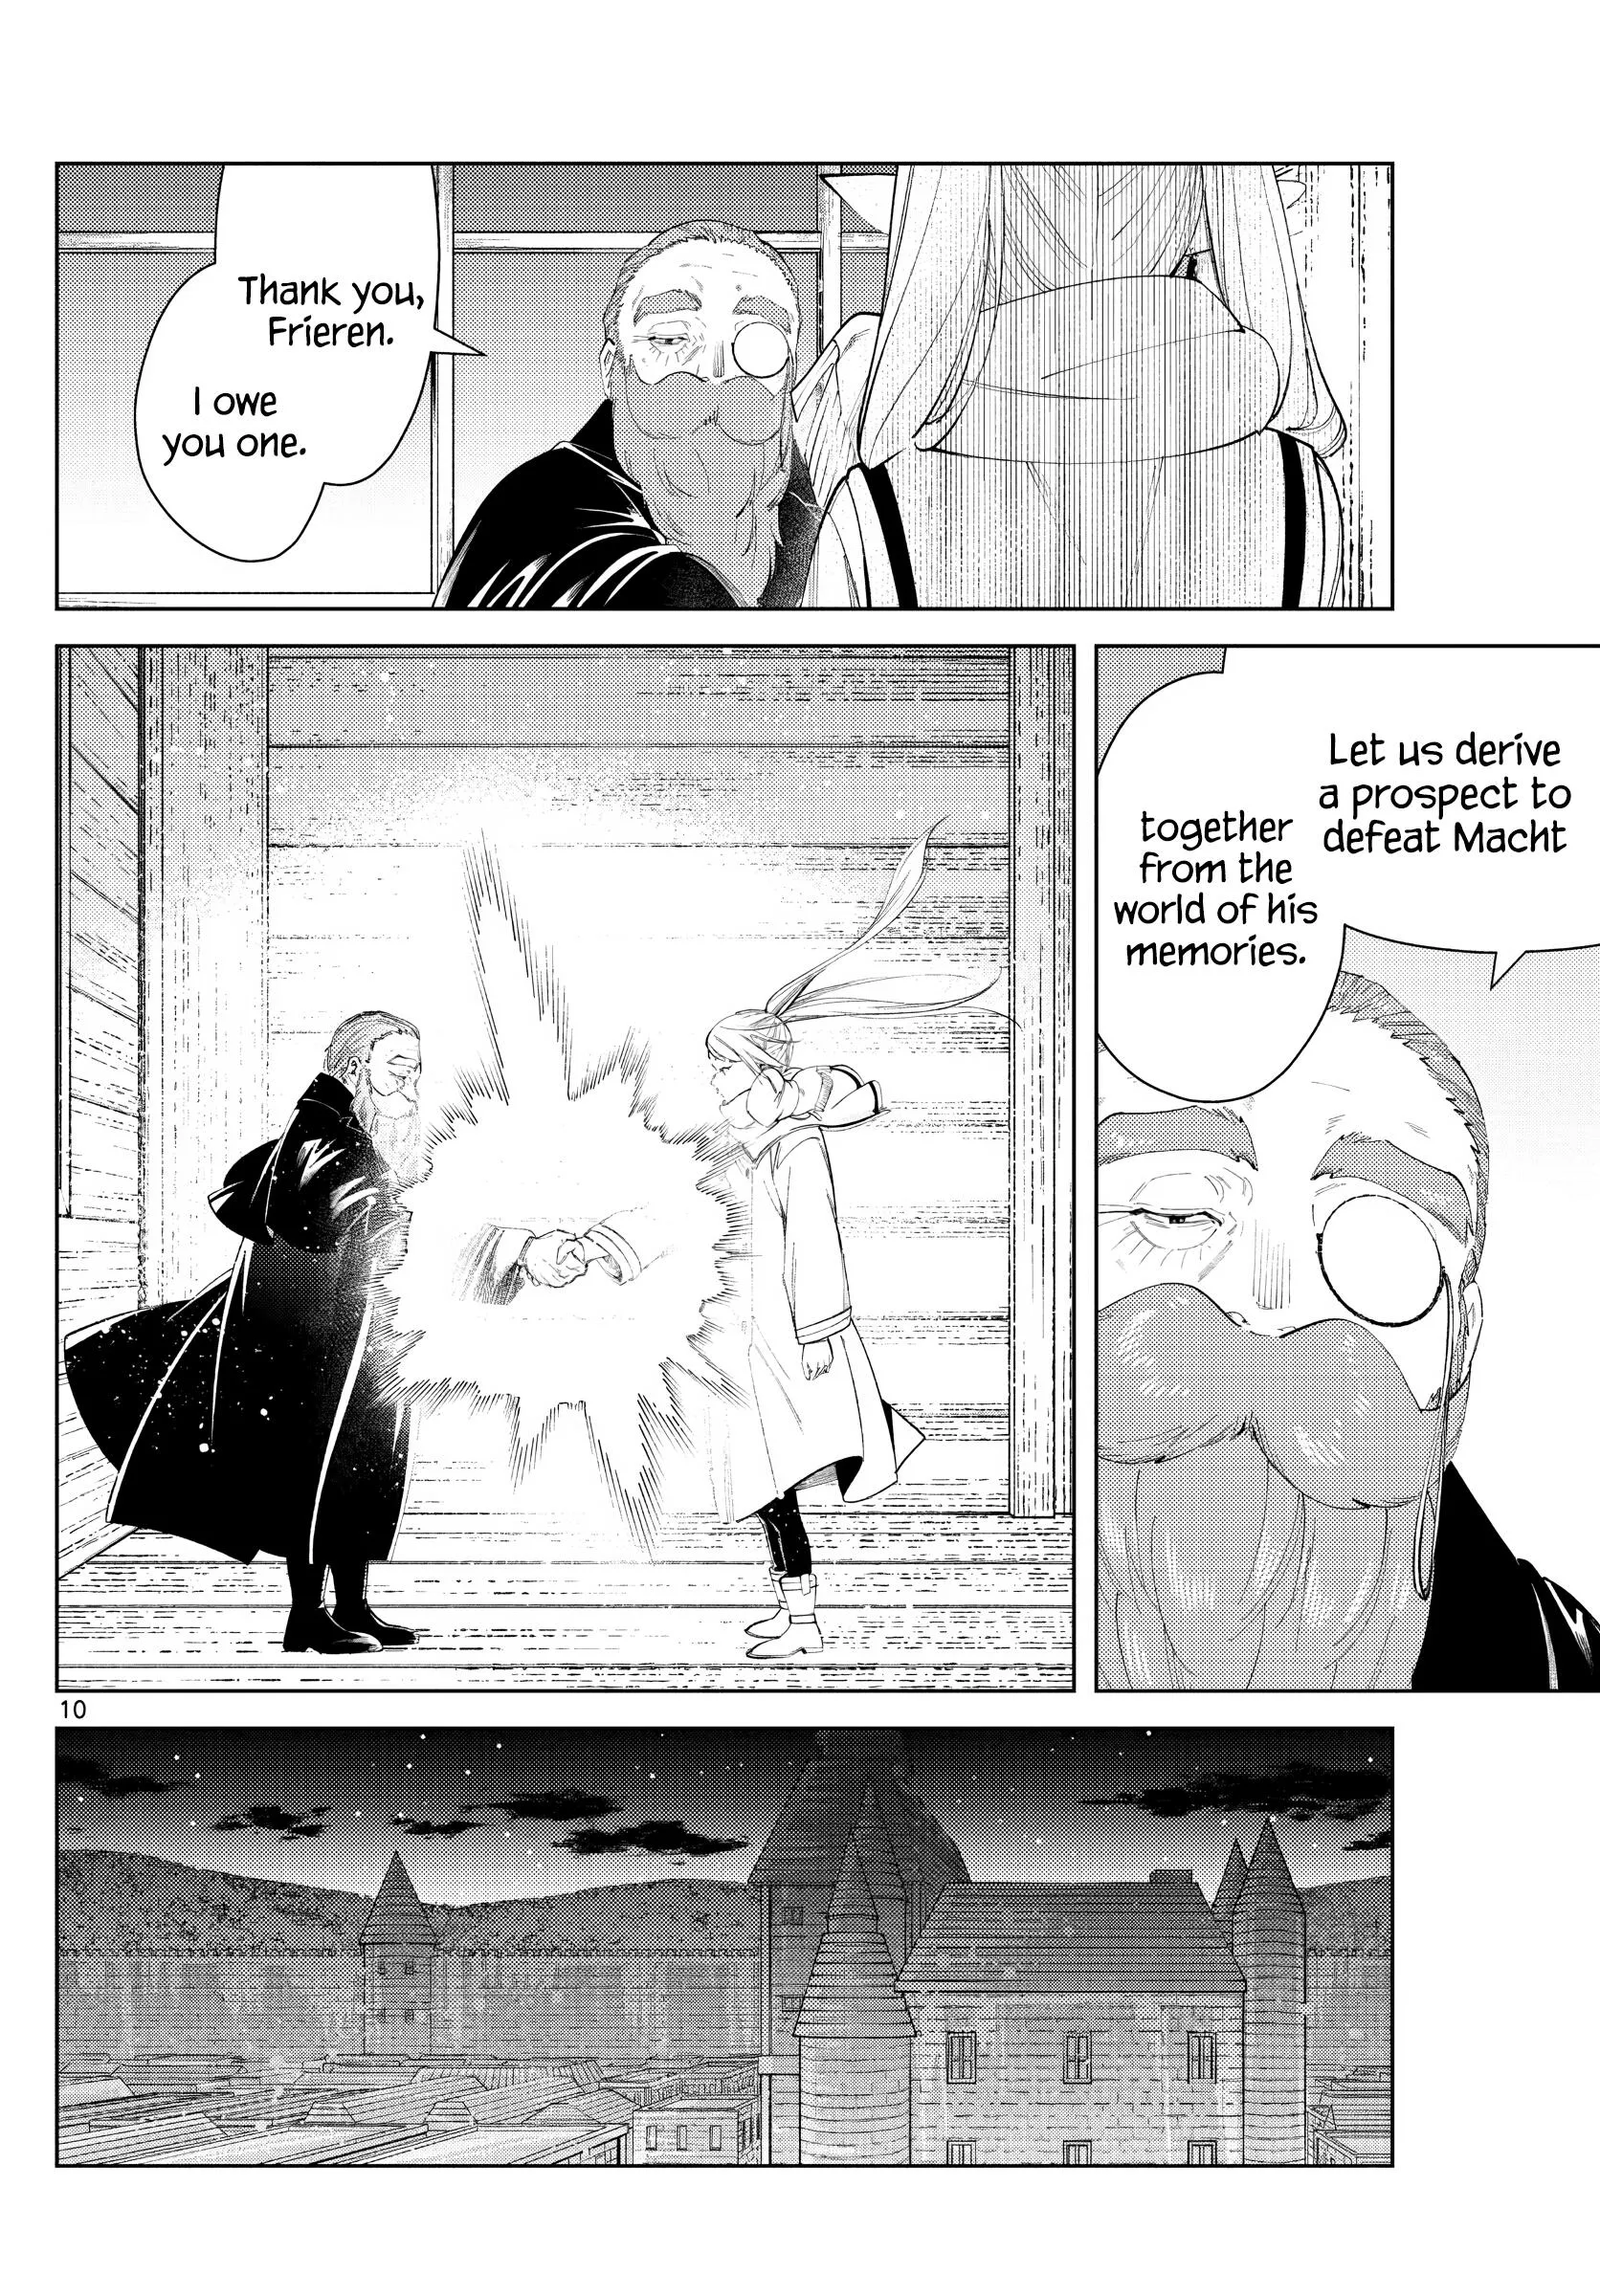 Thank you,
Frieren.
I owe
you one.
Let us derive
a prospect to
defeat Macht
together
from the
world of his
memories.
10